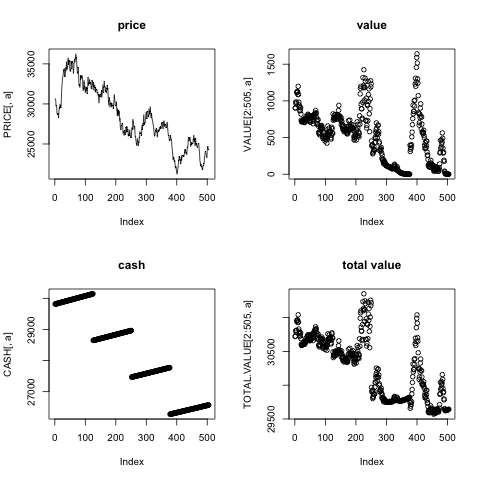 price
PRICE[, a]
25000 30000 35000
0 100 200 300 400 500
Index
value
VALUE[2:505, a]
0 500 1000 1500
0 100 200 300 400 500
Index
cash
CASH[, a]
27000 29000
0 100 200 300 400 500
Index
total value
TOTAL.VALUE[2:505, a]
29500 30500
0 100 200 300 400 500
Index